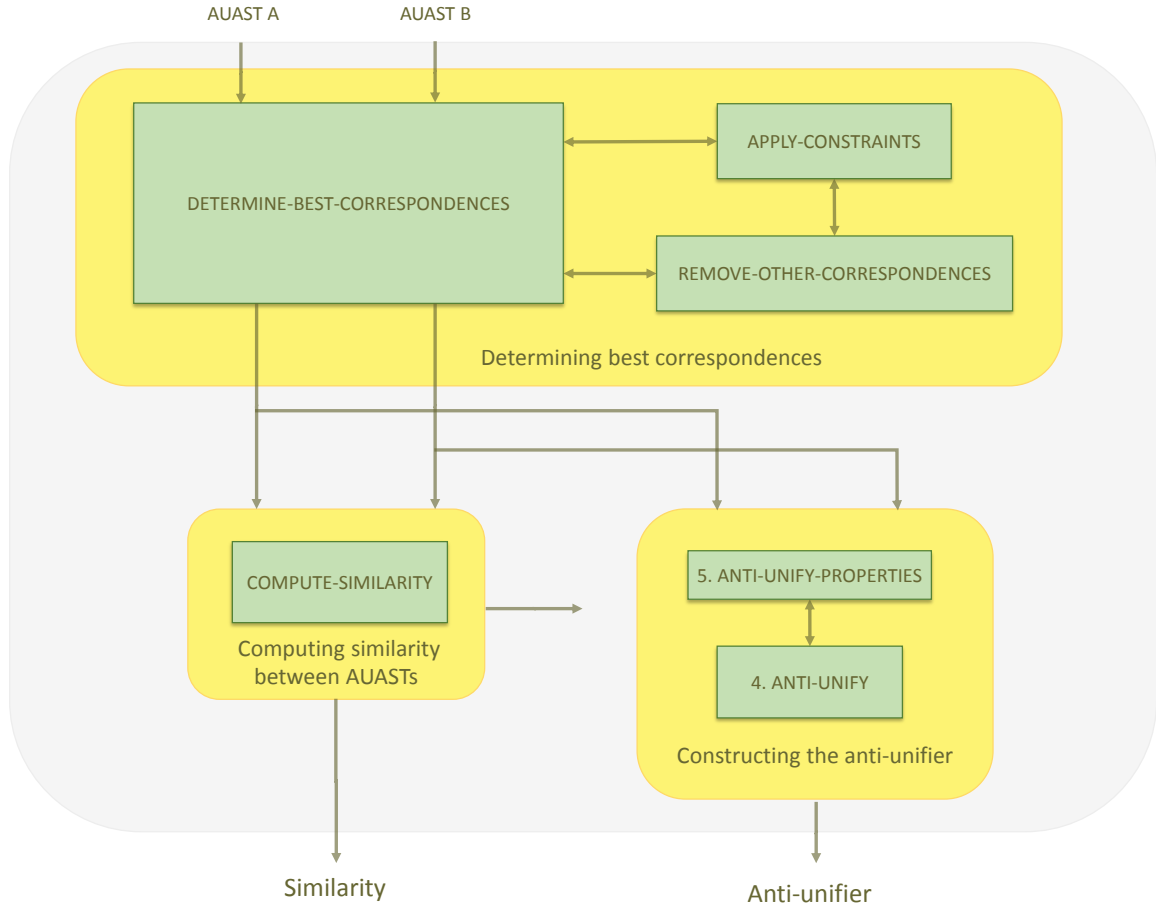 AUAST A
AUAST B
DETERMINE-BEST-CORRESPONDENCES
APPLY-CONSTRAINTS
REMOVE-OTHER-CORRESPONDENCES
Determining best correspondences
COMPUTE-SIMILARITY
Computing similarity
between AUASTs
5. ANTI-UNIFY-PROPERTIES
4. ANTI-UNIFY
Constructing the anti-unifier
Similarity
Anti-unifier